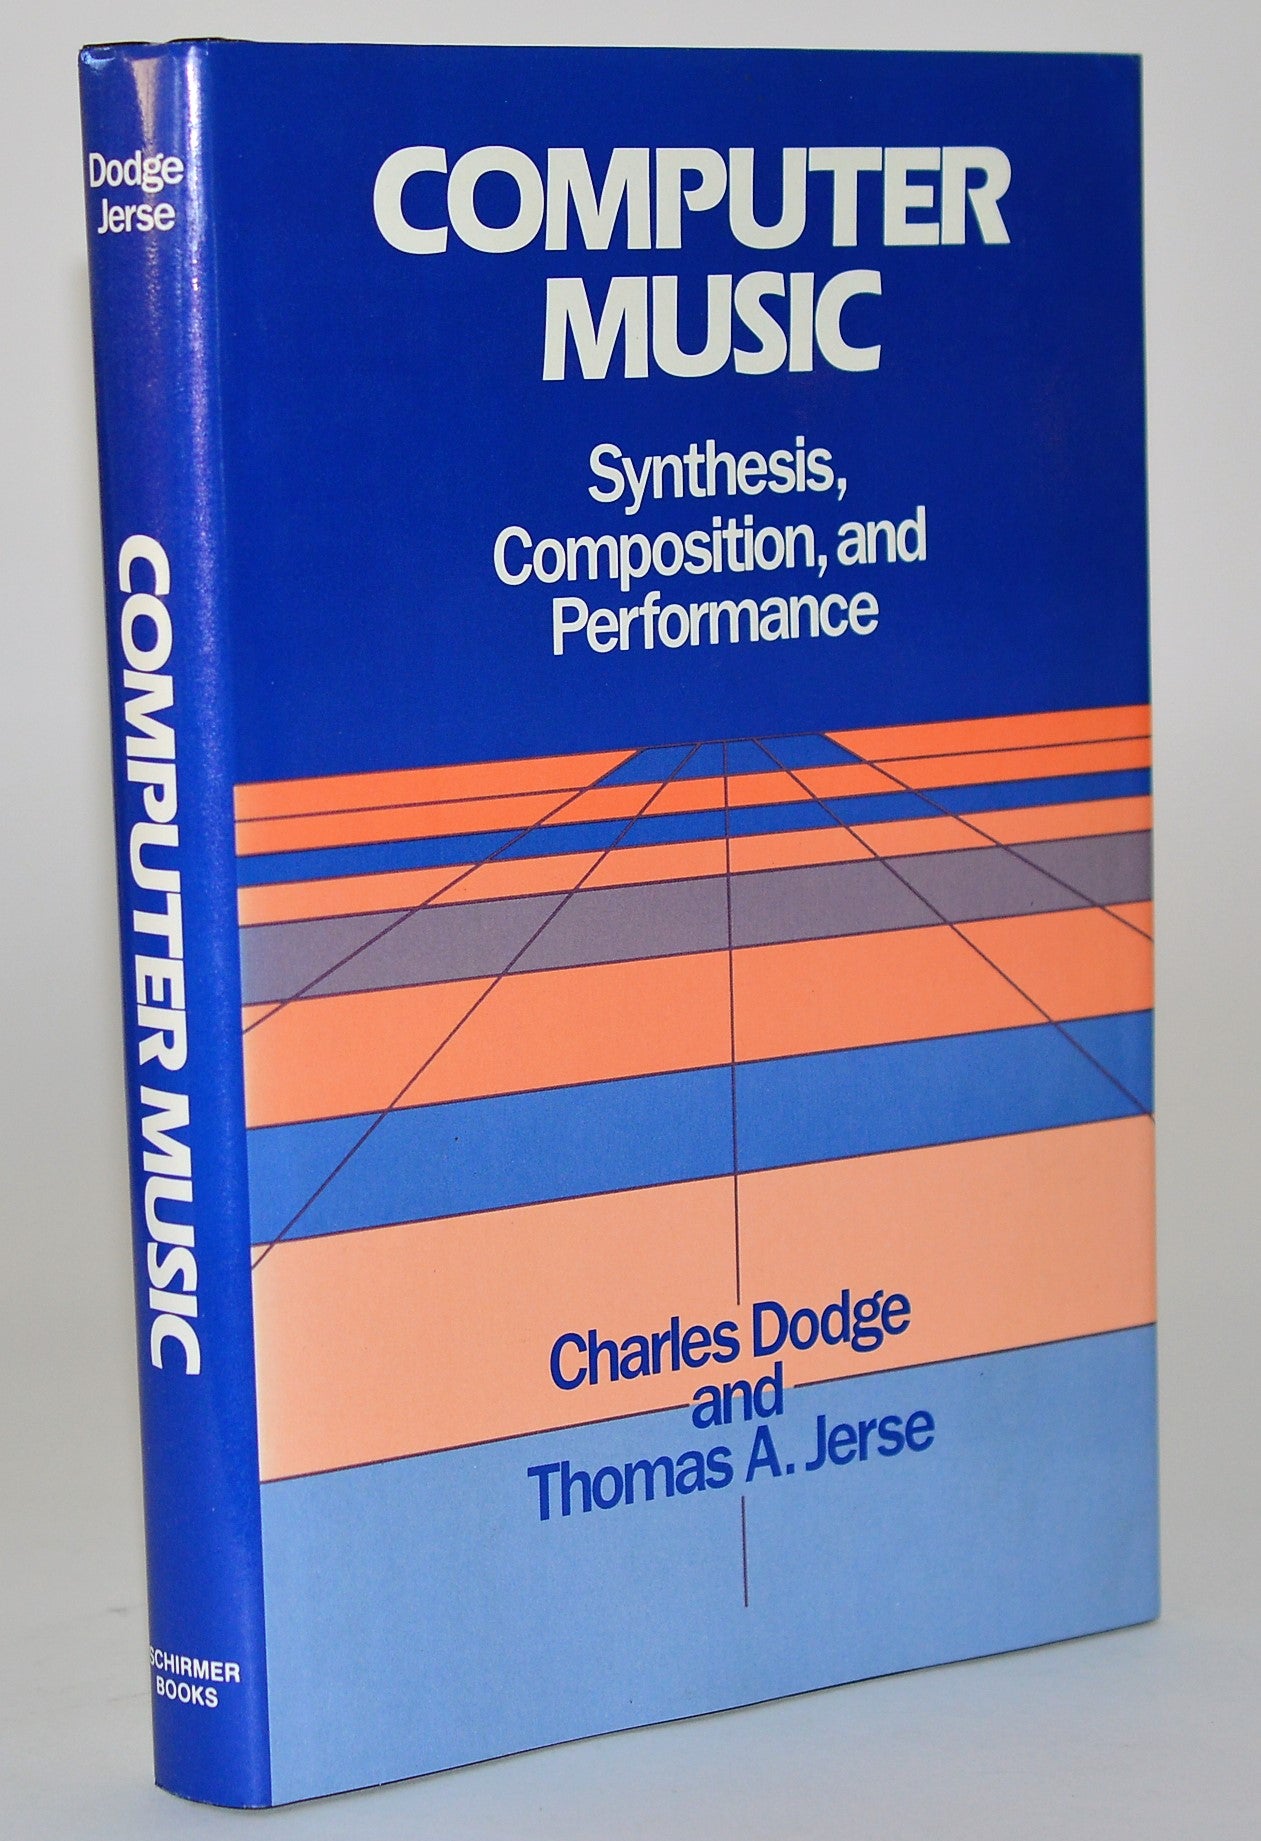 Dodge
Jerse
COMPUTER MUSIC
SCHIRMER
BOOKS
COMPUTER
MUSIC
Synthesis,
Composition, and
Performance
Charles Dodge
and
Thomas A. Jerse